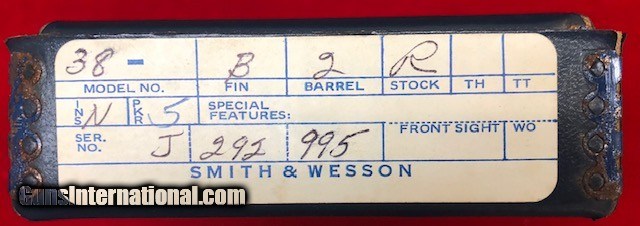 38 - B 2 R
MODEL NO. FIN BARREL STOCK TH TT
INS N PKR 5 SPECIAL FEATURES:
SER. NO. J 292 995 FRONT SIGHT WO
SMITH & WESSON
GunsInternational.com